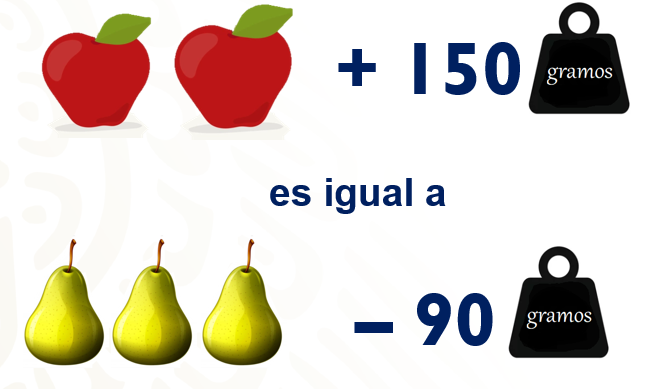 + 150 gramos
es igual a
– 90 gramos